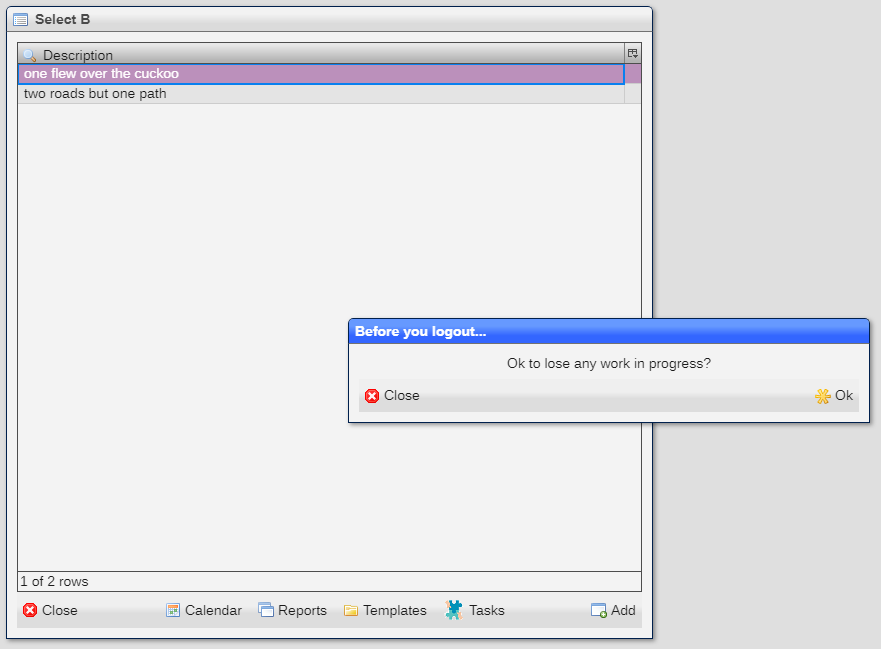 Select B
Description
one flew over the cuckoo
two roads but one path
Before you logout...
Ok to lose any work in progress?
Close Ok
1 of 2 rows
Close Calendar Reports Templates Tasks Add